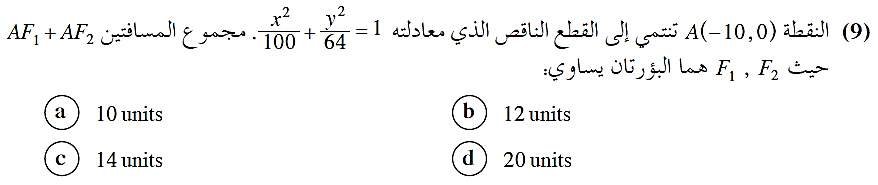 (9) النقطة A(−10,0) تنتمي إلى القطع الناقص الذي معادلته x²/100 + y²/64 = 1. مجموع المسافتين AF₁ + AF₂
حيث F₁ , F₂ هما البؤرتان يساوي:
a 10 units b 12 units
c 14 units d 20 units